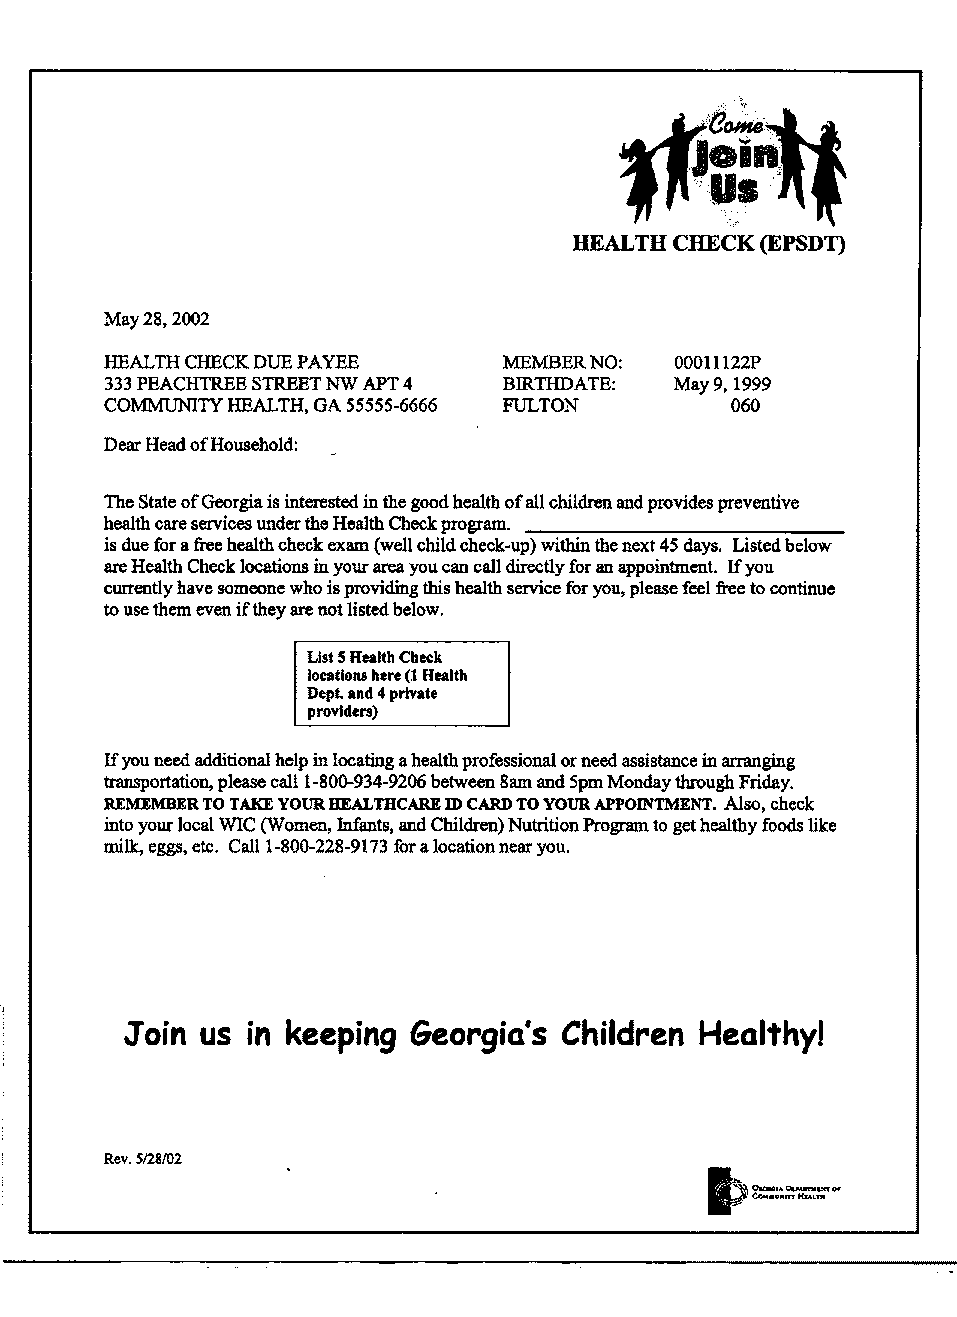 Come
Join
Us
HEALTH CHECK (EPSDT)
May 28, 2002
HEALTH CHECK DUE PAYEE MEMBER NO: 00011122P
333 PEACHTREE STREET NW APT 4 BIRTHDATE: May 9, 1999
COMMUNITY HEALTH, GA 55555-6666 FULTON 060
Dear Head of Household:
The State of Georgia is interested in the good health of all children and provides preventive
health care services under the Health Check program.
is due for a free health check exam (well child check-up) within the next 45 days. Listed below
are Health Check locations in your area you can call directly for an appointment. If you
currently have someone who is providing this health service for you, please feel free to continue
to use them even if they are not listed below.
List 5 Health Check
locations here (1 Health
Dept. and 4 private
providers)
If you need additional help in locating a health professional or need assistance in arranging
transportation, please call 1-800-934-9206 between 8am and 5pm Monday through Friday.
REMEMBER TO TAKE YOUR HEALTHCARE ID CARD TO YOUR APPOINTMENT. Also, check
into your local WIC (Women, Infants, and Children) Nutrition Program to get healthy foods like
milk, eggs, etc. Call 1-800-228-9173 for a location near you.
Join us in keeping Georgia's Children Healthy!
Rev. 5/28/02
GEORGIA DEPARTMENT OF
COMMUNITY HEALTH